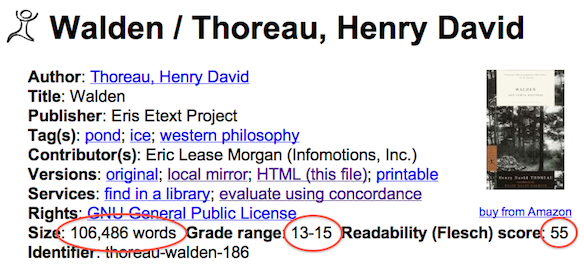 Walden / Thoreau, Henry David
Author: Thoreau, Henry David
Title: Walden
Publisher: Eris Etext Project
Tag(s): pond; ice; western philosophy
Contributor(s): Eric Lease Morgan (Infomotions, Inc.)
Versions: original; local mirror; HTML (this file); printable
Services: find in a library; evaluate using concordance
Rights: GNU General Public License
Size: 106,486 words Grade range: 13-15 Readability (Flesch) score: 55
Identifier: thoreau-walden-186
WALDEN
Henry David THOREAU
buy from Amazon